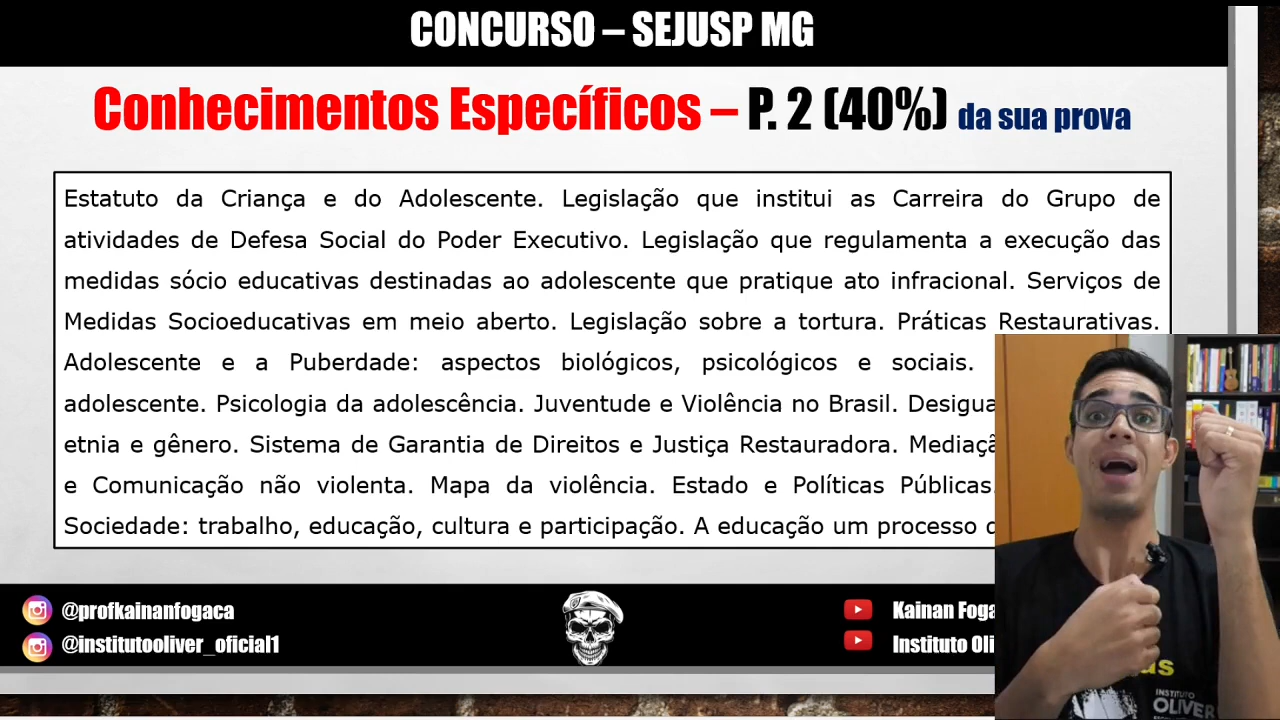 CONCURSO – SEJUSP MG
Conhecimentos Específicos – P. 2 (40%) da sua prova
Estatuto da Criança e do Adolescente. Legislação que institui as Carreira do Grupo de
atividades de Defesa Social do Poder Executivo. Legislação que regulamenta a execução das
medidas sócio educativas destinadas ao adolescente que pratique ato infracional. Serviços de
Medidas Socioeducativas em meio aberto. Legislação sobre a tortura. Práticas Restaurativas.
Adolescente e a Puberdade: aspectos biológicos, psicológicos e sociais.
adolescente. Psicologia da adolescência. Juventude e Violência no Brasil.
etnia e gênero. Sistema de Garantia de Direitos e Justiça Restauradora.
e Comunicação não violenta. Mapa da violência. Estado e Políticas Públicas.
Sociedade: trabalho, educação, cultura e participação. A educação um processo
@profkainanfogaca
@institutooliver_oficial1
Kainan
Instituto
INSTITUTO
OLIVER